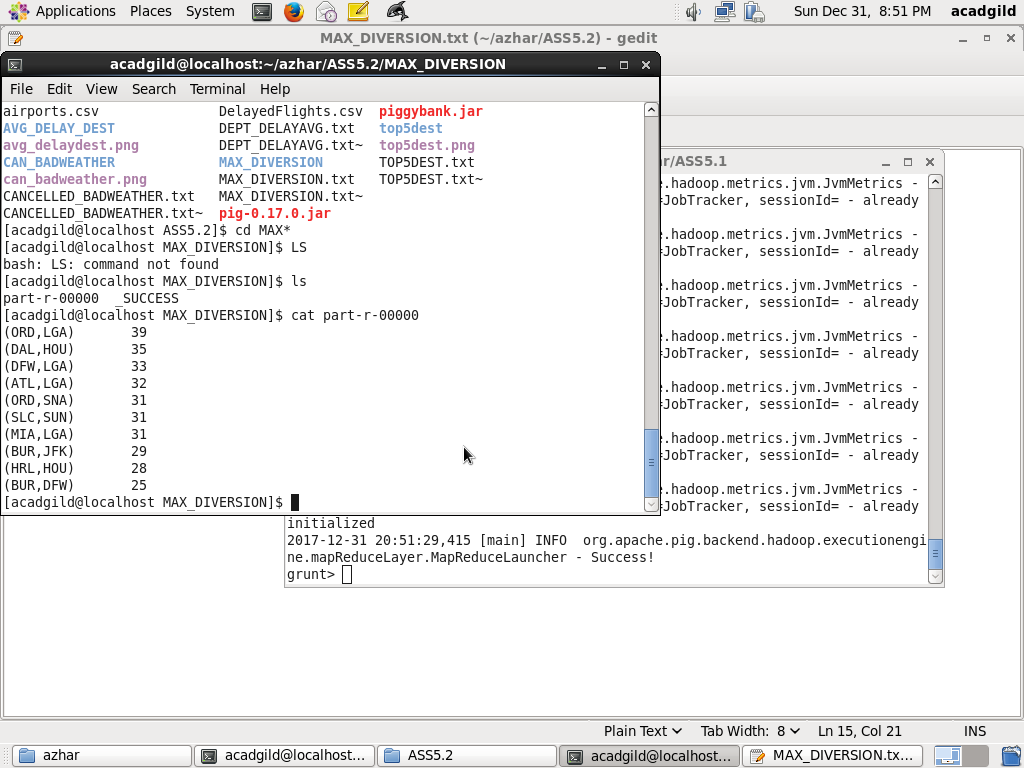 Applications Places System Sun Dec 31, 8:51 PM acadgild
MAX_DIVERSION.txt (~/azhar/ASS5.2) - gedit
acadgild@localhost:~/azhar/ASS5.2/MAX_DIVERSION
File Edit View Search Terminal Help
airports.csv DelayedFlights.csv piggybank.jar
AVG_DELAY_DEST DEPT_DELAYAVG.txt top5dest
avg_delaydest.png DEPT_DELAYAVG.txt~ top5dest.png
CAN_BADWEATHER MAX_DIVERSION TOP5DEST.txt
can_badweather.png MAX_DIVERSION.txt TOP5DEST.txt~
CANCELLED_BADWEATHER.txt MAX_DIVERSION.txt~
CANCELLED_BADWEATHER.txt~ pig-0.17.0.jar
[acadgild@localhost ASS5.2]$ cd MAX*
[acadgild@localhost MAX_DIVERSION]$ LS
bash: LS: command not found
[acadgild@localhost MAX_DIVERSION]$ ls
part-r-00000 _SUCCESS
[acadgild@localhost MAX_DIVERSION]$ cat part-r-00000
(ORD,LGA) 39
(DAL,HOU) 35
(DFW,LGA) 33
(ATL,LGA) 32
(ORD,SNA) 31
(SLC,SUN) 31
(MIA,LGA) 31
(BUR,JFK) 29
(HRL,HOU) 28
(BUR,DFW) 25
[acadgild@localhost MAX_DIVERSION]$
r/ASS5.1
e.hadoop.metrics.jvm.JvmMetrics -
=JobTracker, sessionId= - already
e.hadoop.metrics.jvm.JvmMetrics -
=JobTracker, sessionId= - already
e.hadoop.metrics.jvm.JvmMetrics -
=JobTracker, sessionId= - already
e.hadoop.metrics.jvm.JvmMetrics -
=JobTracker, sessionId= - already
e.hadoop.metrics.jvm.JvmMetrics -
=JobTracker, sessionId= - already
e.hadoop.metrics.jvm.JvmMetrics -
=JobTracker, sessionId= - already
e.hadoop.metrics.jvm.JvmMetrics -
=JobTracker, sessionId= - already
initialized
2017-12-31 20:51:29,415 [main] INFO org.apache.pig.backend.hadoop.executionengi
ne.mapReduceLayer.MapReduceLauncher - Success!
grunt>
Plain Text Tab Width: 8 Ln 15, Col 21 INS
azhar acadgild@localhost... ASS5.2 acadgild@localhost... MAX_DIVERSION.tx...